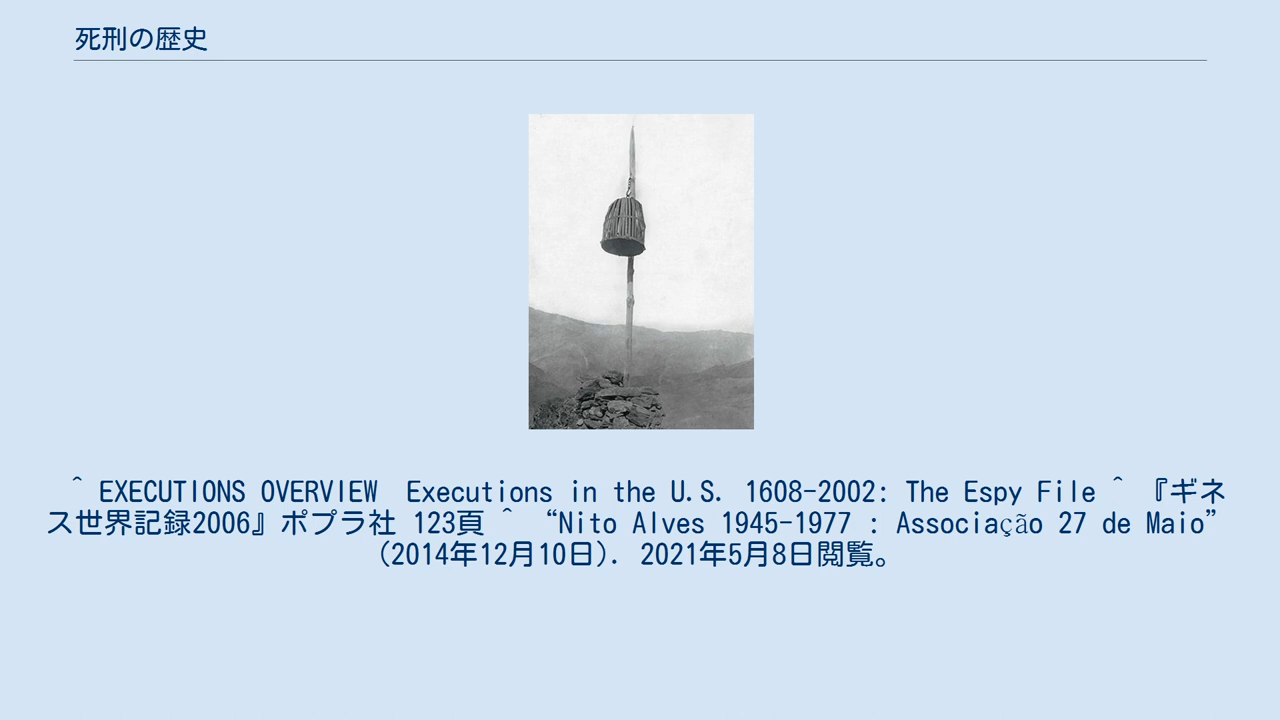 死刑の歴史
^ EXECUTIONS OVERVIEW　Executions in the U.S. 1608-2002: The Espy File ^ 『ギネ
ス世界記録2006』ポプラ社 123頁 ^ “Nito Alves 1945-1977 : Associação 27 de Maio”
(2014年12月10日). 2021年5月8日閲覧。